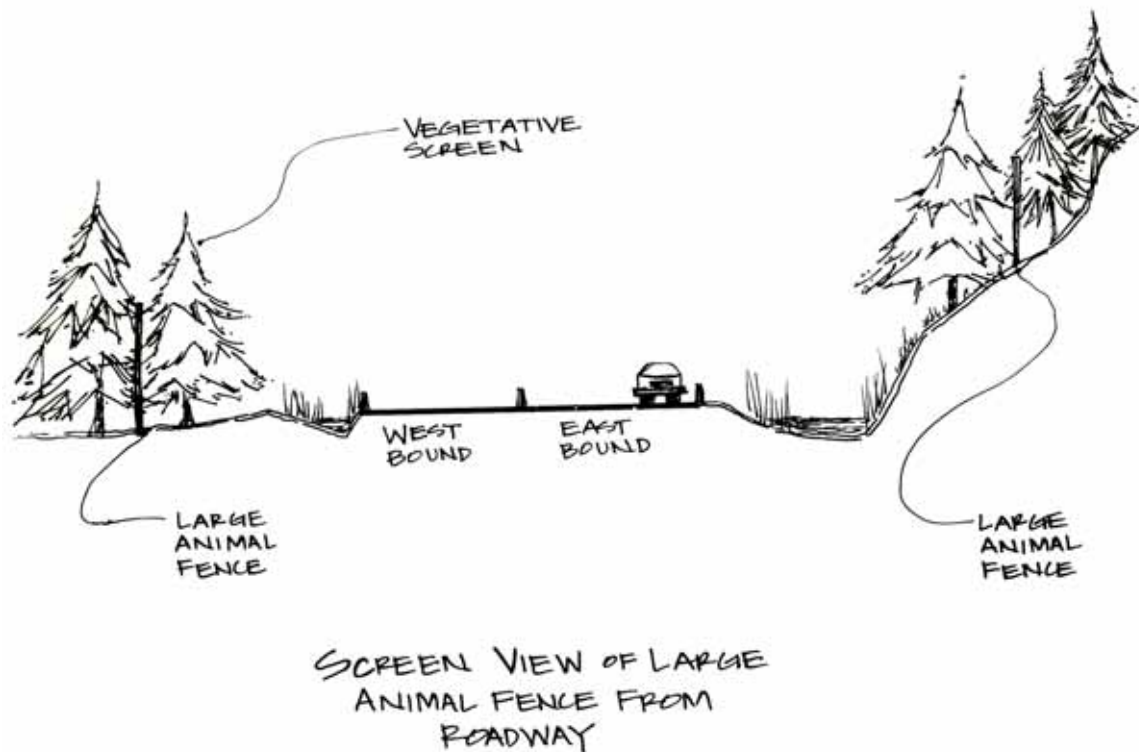 VEGETATIVE
SCREEN
WEST
BOUND
EAST
BOUND
LARGE
ANIMAL
FENCE
LARGE
ANIMAL
FENCE
SCREEN VIEW OF LARGE
ANIMAL FENCE FROM
ROADWAY